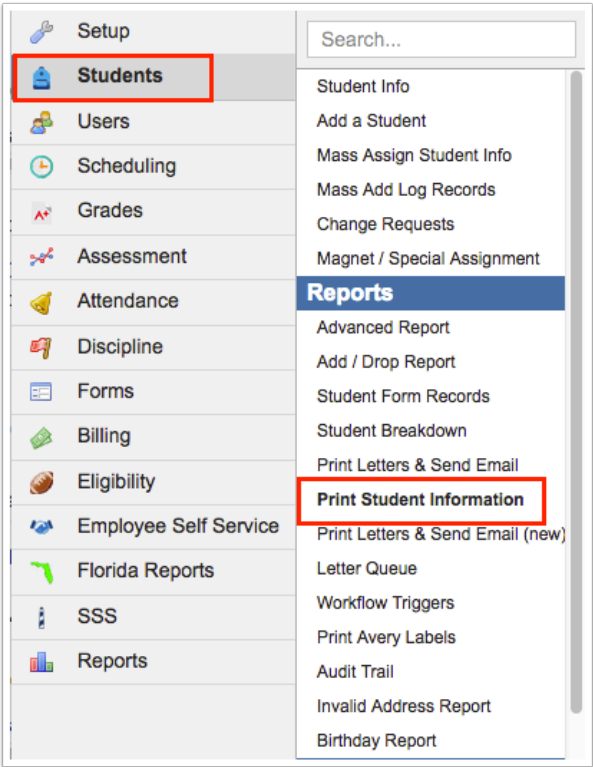 Setup
Students
Users
Scheduling
Grades
Assessment
Attendance
Discipline
Forms
Billing
Eligibility
Employee Self Service
Florida Reports
SSS
Reports
Search...
Student Info
Add a Student
Mass Assign Student Info
Mass Add Log Records
Change Requests
Magnet / Special Assignment
Reports
Advanced Report
Add / Drop Report
Student Form Records
Student Breakdown
Print Letters & Send Email
Print Student Information
Print Letters & Send Email (new)
Letter Queue
Workflow Triggers
Print Avery Labels
Audit Trail
Invalid Address Report
Birthday Report